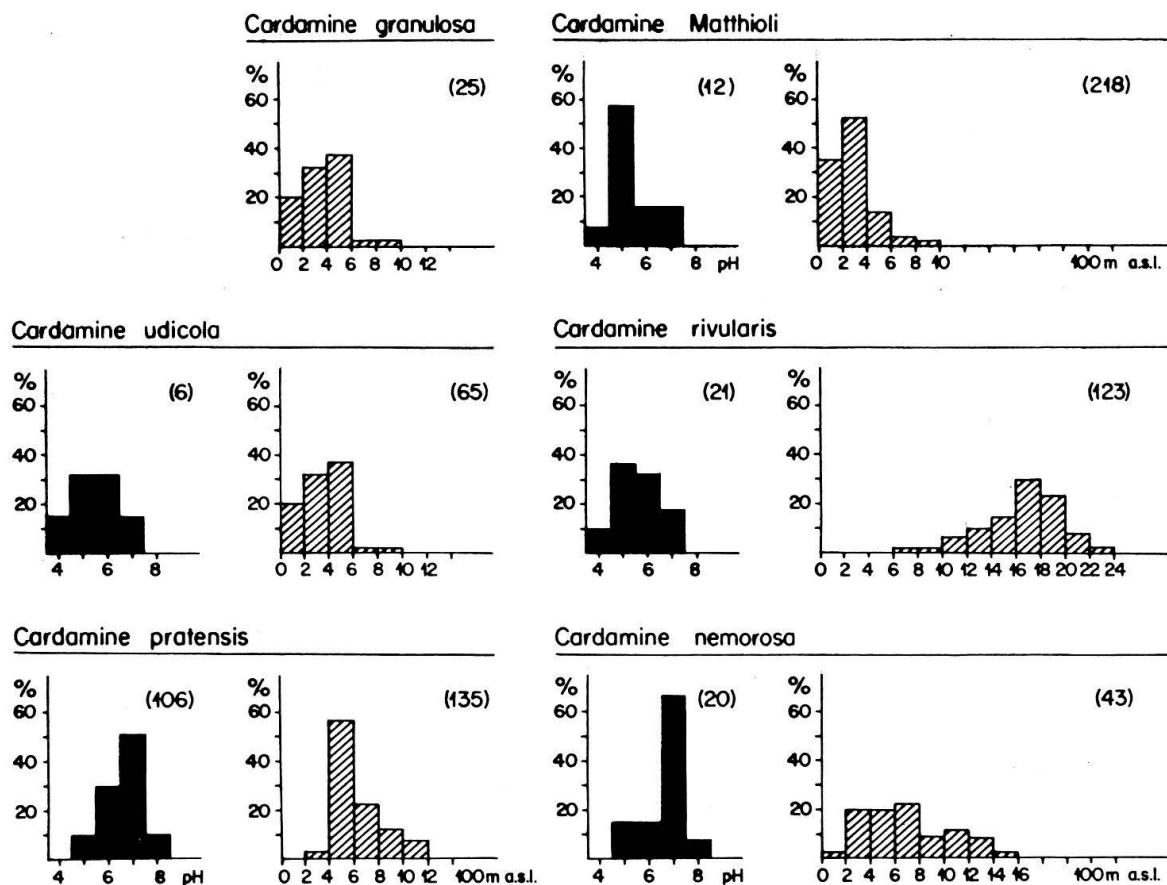 Cardamine granulosa
% (25)
60
40
20
0 2 4 6 8 10 12
Cardamine Matthioli
% (12)
60
40
20
4 6 8 pH
(218)
%
60
40
20
0 2 4 6 8 10 100 m a.s.l.
Cardamine udicola
% (6)
60
40
20
4 6 8
% (65)
60
40
20
0 2 4 6 8 10 12
Cardamine rivularis
% (21)
60
40
20
4 6 8
% (123)
60
40
20
0 2 4 6 8 10 12 14 16 18 20 22 24
Cardamine pratensis
% (106)
60
40
20
4 6 8 pH
% (135)
60
40
20
0 2 4 6 8 10 12 100 m a.s.l.
Cardamine nemorosa
% (20)
60
40
20
4 6 8 pH
% (43)
60
40
20
0 2 4 6 8 10 12 14 16 100 m a.s.l.